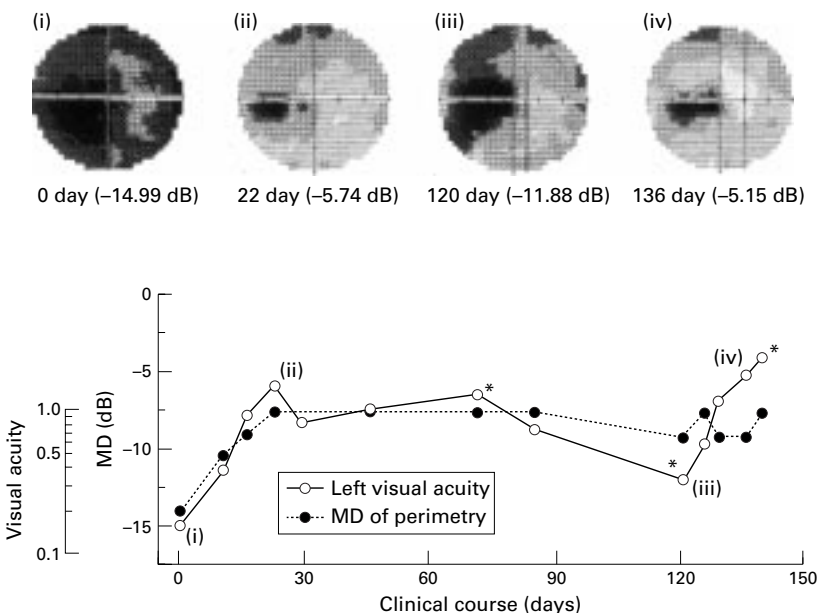 (i) (ii) (iii) (iv)
0 day (–14.99 dB) 22 day (–5.74 dB) 120 day (–11.88 dB) 136 day (–5.15 dB)
Visual acuity
1.0
0.5
0.1
MD (dB)
0
–5
–10
–15
(i)
(ii)
*
*
(iii)
(iv)
*
Left visual acuity
MD of perimetry
0 30 60 90 120 150
Clinical course (days)